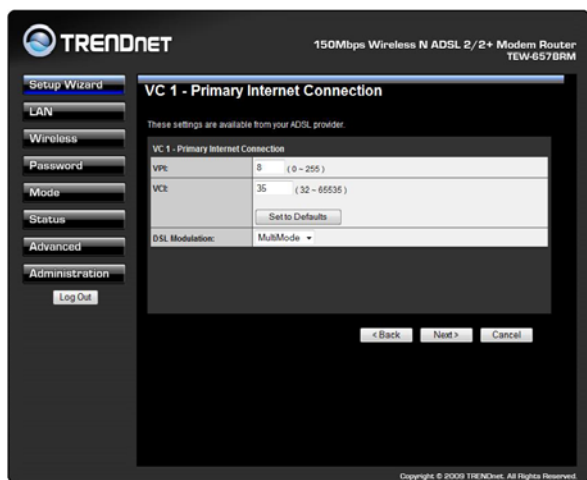 TRENDNET
150Mbps Wireless N ADSL 2/2+ Modem Router
TEW-657BRM
Setup Wizard
LAN
Wireless
Password
Mode
Status
Advanced
Administration
Log Out
VC 1 - Primary Internet Connection
These settings are available from your ADSL provider.
VC 1 - Primary Internet Connection
VPI: 8 ( 0 ~ 255 )
VCI: 35 ( 32 ~ 65535 )
Set to Defaults
DSL Modulation: MultiMode
< Back Next > Cancel
Copyright © 2009 TRENDnet. All Rights Reserved.